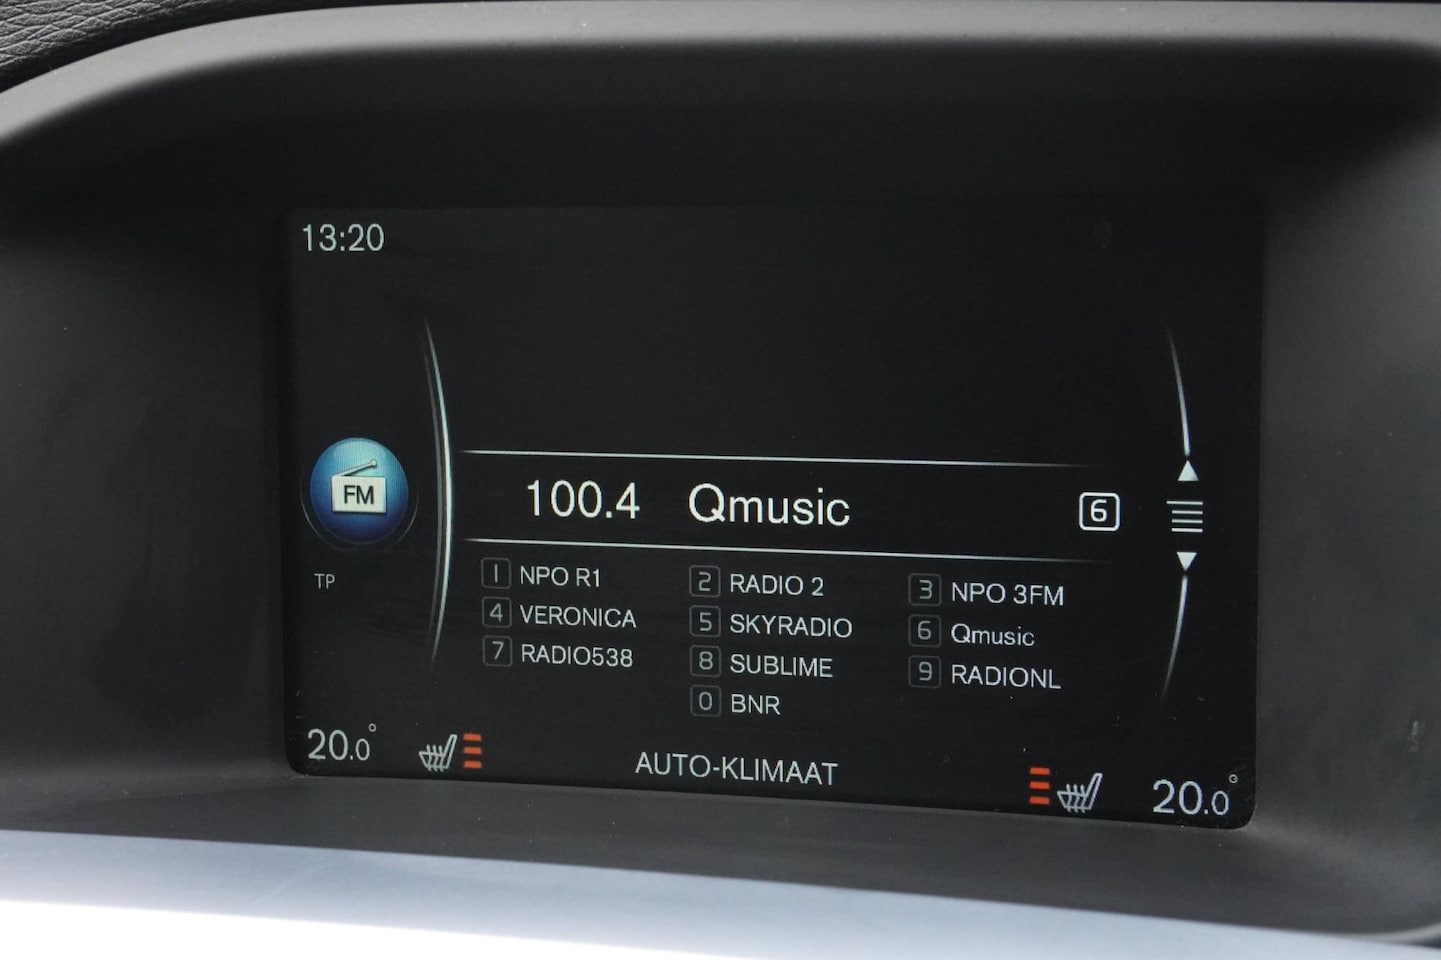 13:20
FM
100.4 Qmusic 6
TP
1 NPO R1 2 RADIO 2 3 NPO 3FM
4 VERONICA 5 SKYRADIO 6 Qmusic
7 RADIO538 8 SUBLIME 9 RADIONL
0 BNR
20.0° AUTO-KLIMAAT 20.0°